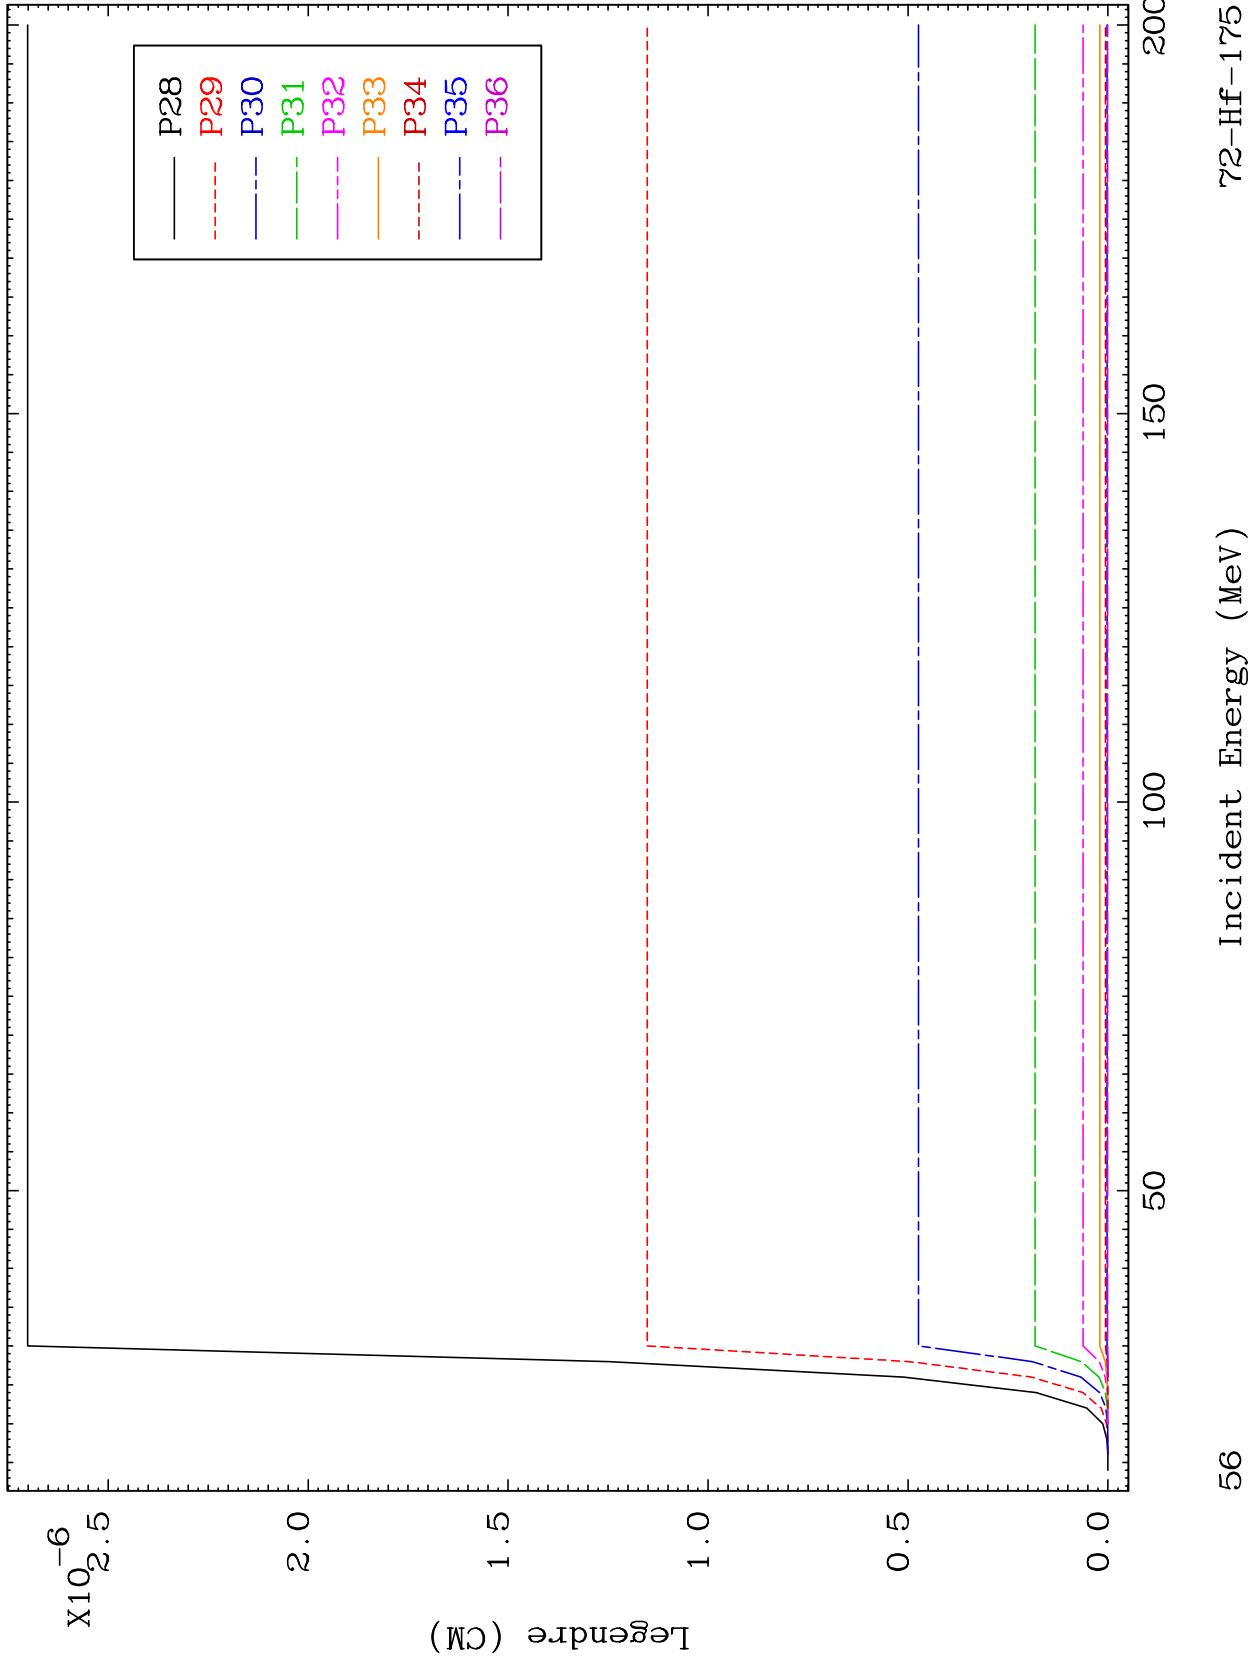 X10-6
2.5
2.0
1.5
1.0
0.5
0.0
Legendre (CM)
P28
P29
P30
P31
P32
P33
P34
P35
P36
50
100
150
200
56
Incident Energy (MeV)
72-Hf-175